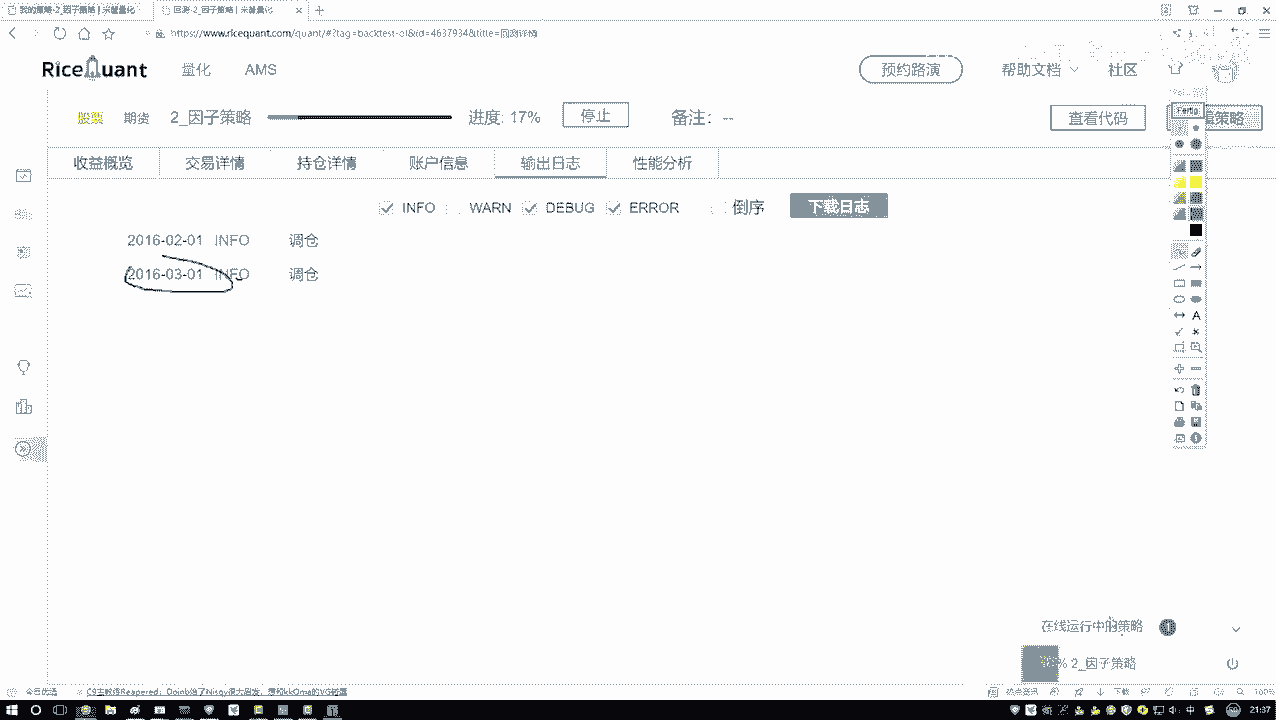 我的策略-2_因子策略 | 米筐量化
回测-2_因子策略 | 米筐量化
https://www.ricequant.com/quant/#?tag=backtest-ol&id=4637934&title=回测详情
RiceQuant 量化 AMS 预约路演 帮助文档 社区
股票 期货 2_因子策略 进度: 17% 停止 备注: -- 查看代码 策略
Fertig
收益概览 交易详情 持仓详情 账户信息 输出日志 性能分析
INFO WARN DEBUG ERROR 倒序 下载日志
2016-02-01 INFO 调仓
2016-03-01 INFO 调仓
在线运行中的策略 1
2_因子策略
今日优选
下载 100%
中 21:37